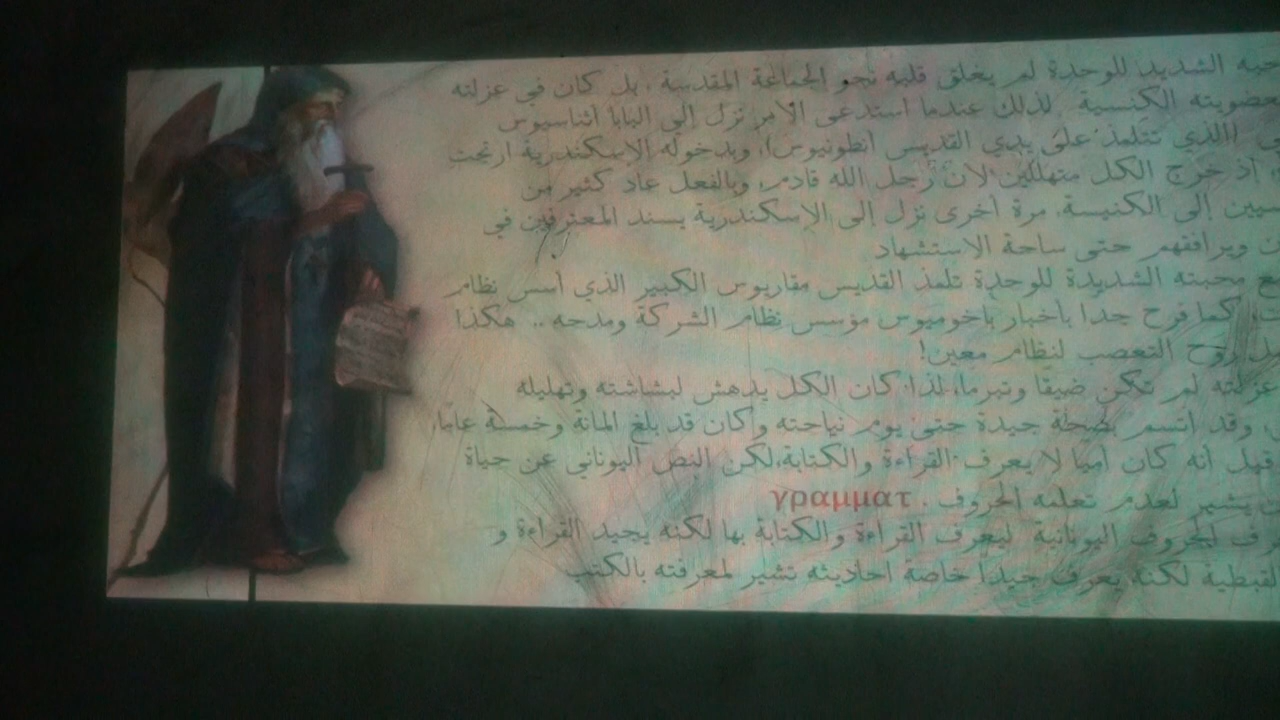 حبه الشديد للوحدة لم يغلق قلبه نحو الجماعة المقدسة ، بل كان في عزلته
عضويته الكنسية لذلك عندما استدعى الأمر نزل إلى البابا أثناسيوس
(الذي تتلمذ على يدي القديس أنطونيوس)، وبدخوله الإسكندرية ارتجت
إذ خرج الكل متهللين لأن رجل الله قادم، وبالفعل عاد كثير من
سيين إلى الكنيسة. مرة أخرى نزل إلى الإسكندرية يسند المعترفين في
ويرافقهم حتى ساحة الاستشهاد
محبته الشديدة للوحدة تلمذ القديس مقاريوس الكبير الذي أسس نظام
كما فرح جدا بأخبار باخوميوس مؤسس نظام الشركة ومدحه .. هكذا
روح التعصب لنظام معين!
عزلته لم تكن ضيقا وتبرما، لذا كان الكل يدهش لبشاشته وتهليله
وقد اتسم بصحة جيدة حتى يوم نياحته وكان قد بلغ المائة وخمسة عاما.
قيل أنه كان أميا لا يعرف القراءة والكتابة،لكن النص اليوناني عن حياة
يشير لعدم تعلمه الحروف . γραμματ
الحروف اليونانية ليعرف القراءة والكتابة بها لكنه يجيد القراءة و
القبطية لكنه يعرف جيدا خاصة أحاديثه تشير لمعرفته بالكتب